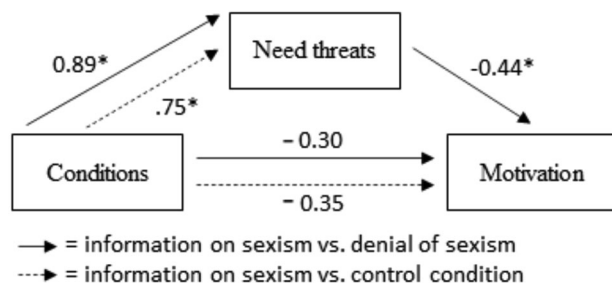 Need threats
0.89*
-0.44*
.75*
Conditions
– 0.30
– 0.35
Motivation
= information on sexism vs. denial of sexism
= information on sexism vs. control condition